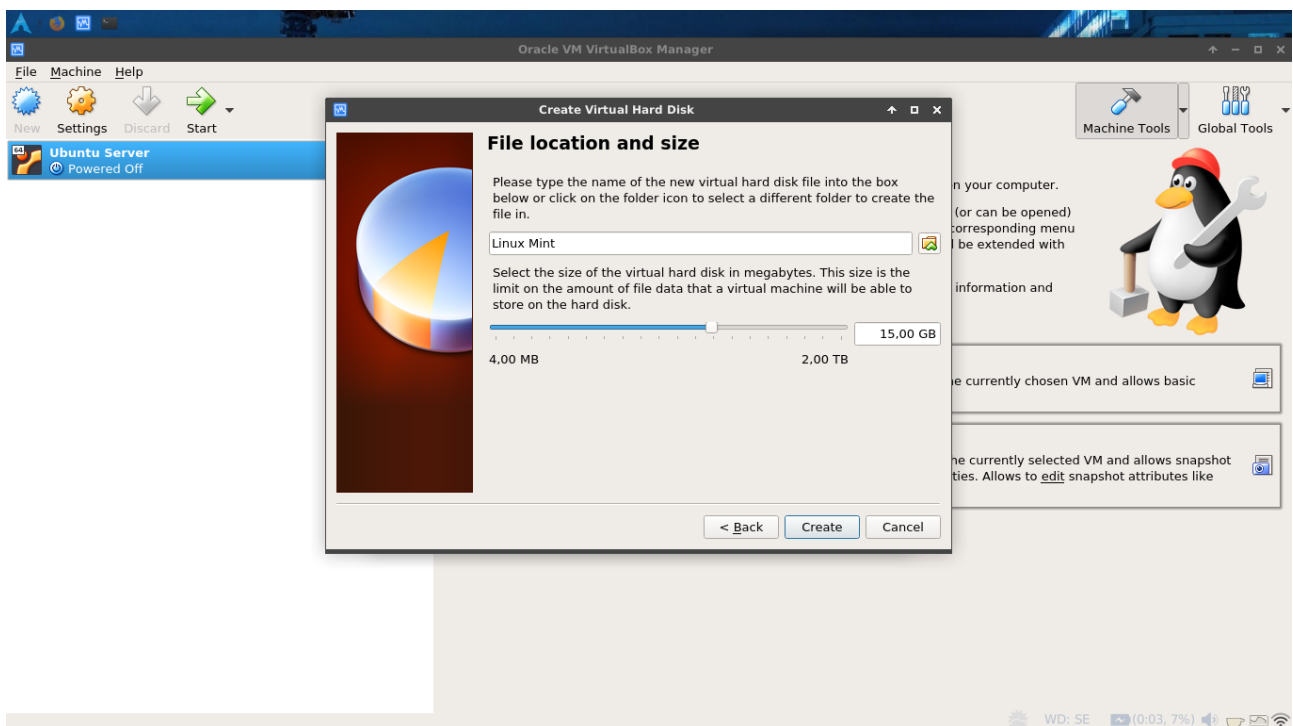 Oracle VM VirtualBox Manager
File Machine Help
New Settings Discard Start
Machine Tools Global Tools
64
Ubuntu Server
Powered Off
Create Virtual Hard Disk
File location and size
Please type the name of the new virtual hard disk file into the box
below or click on the folder icon to select a different folder to create the
file in.
Linux Mint
Select the size of the virtual hard disk in megabytes. This size is the
limit on the amount of file data that a virtual machine will be able to
store on the hard disk.
15,00 GB
4,00 MB 2,00 TB
< Back Create Cancel
n your computer.
(or can be opened)
corresponding menu
be extended with
information and
currently chosen VM and allows basic
currently selected VM and allows snapshot
ties. Allows to edit snapshot attributes like
WD: SE (0:03, 7%)